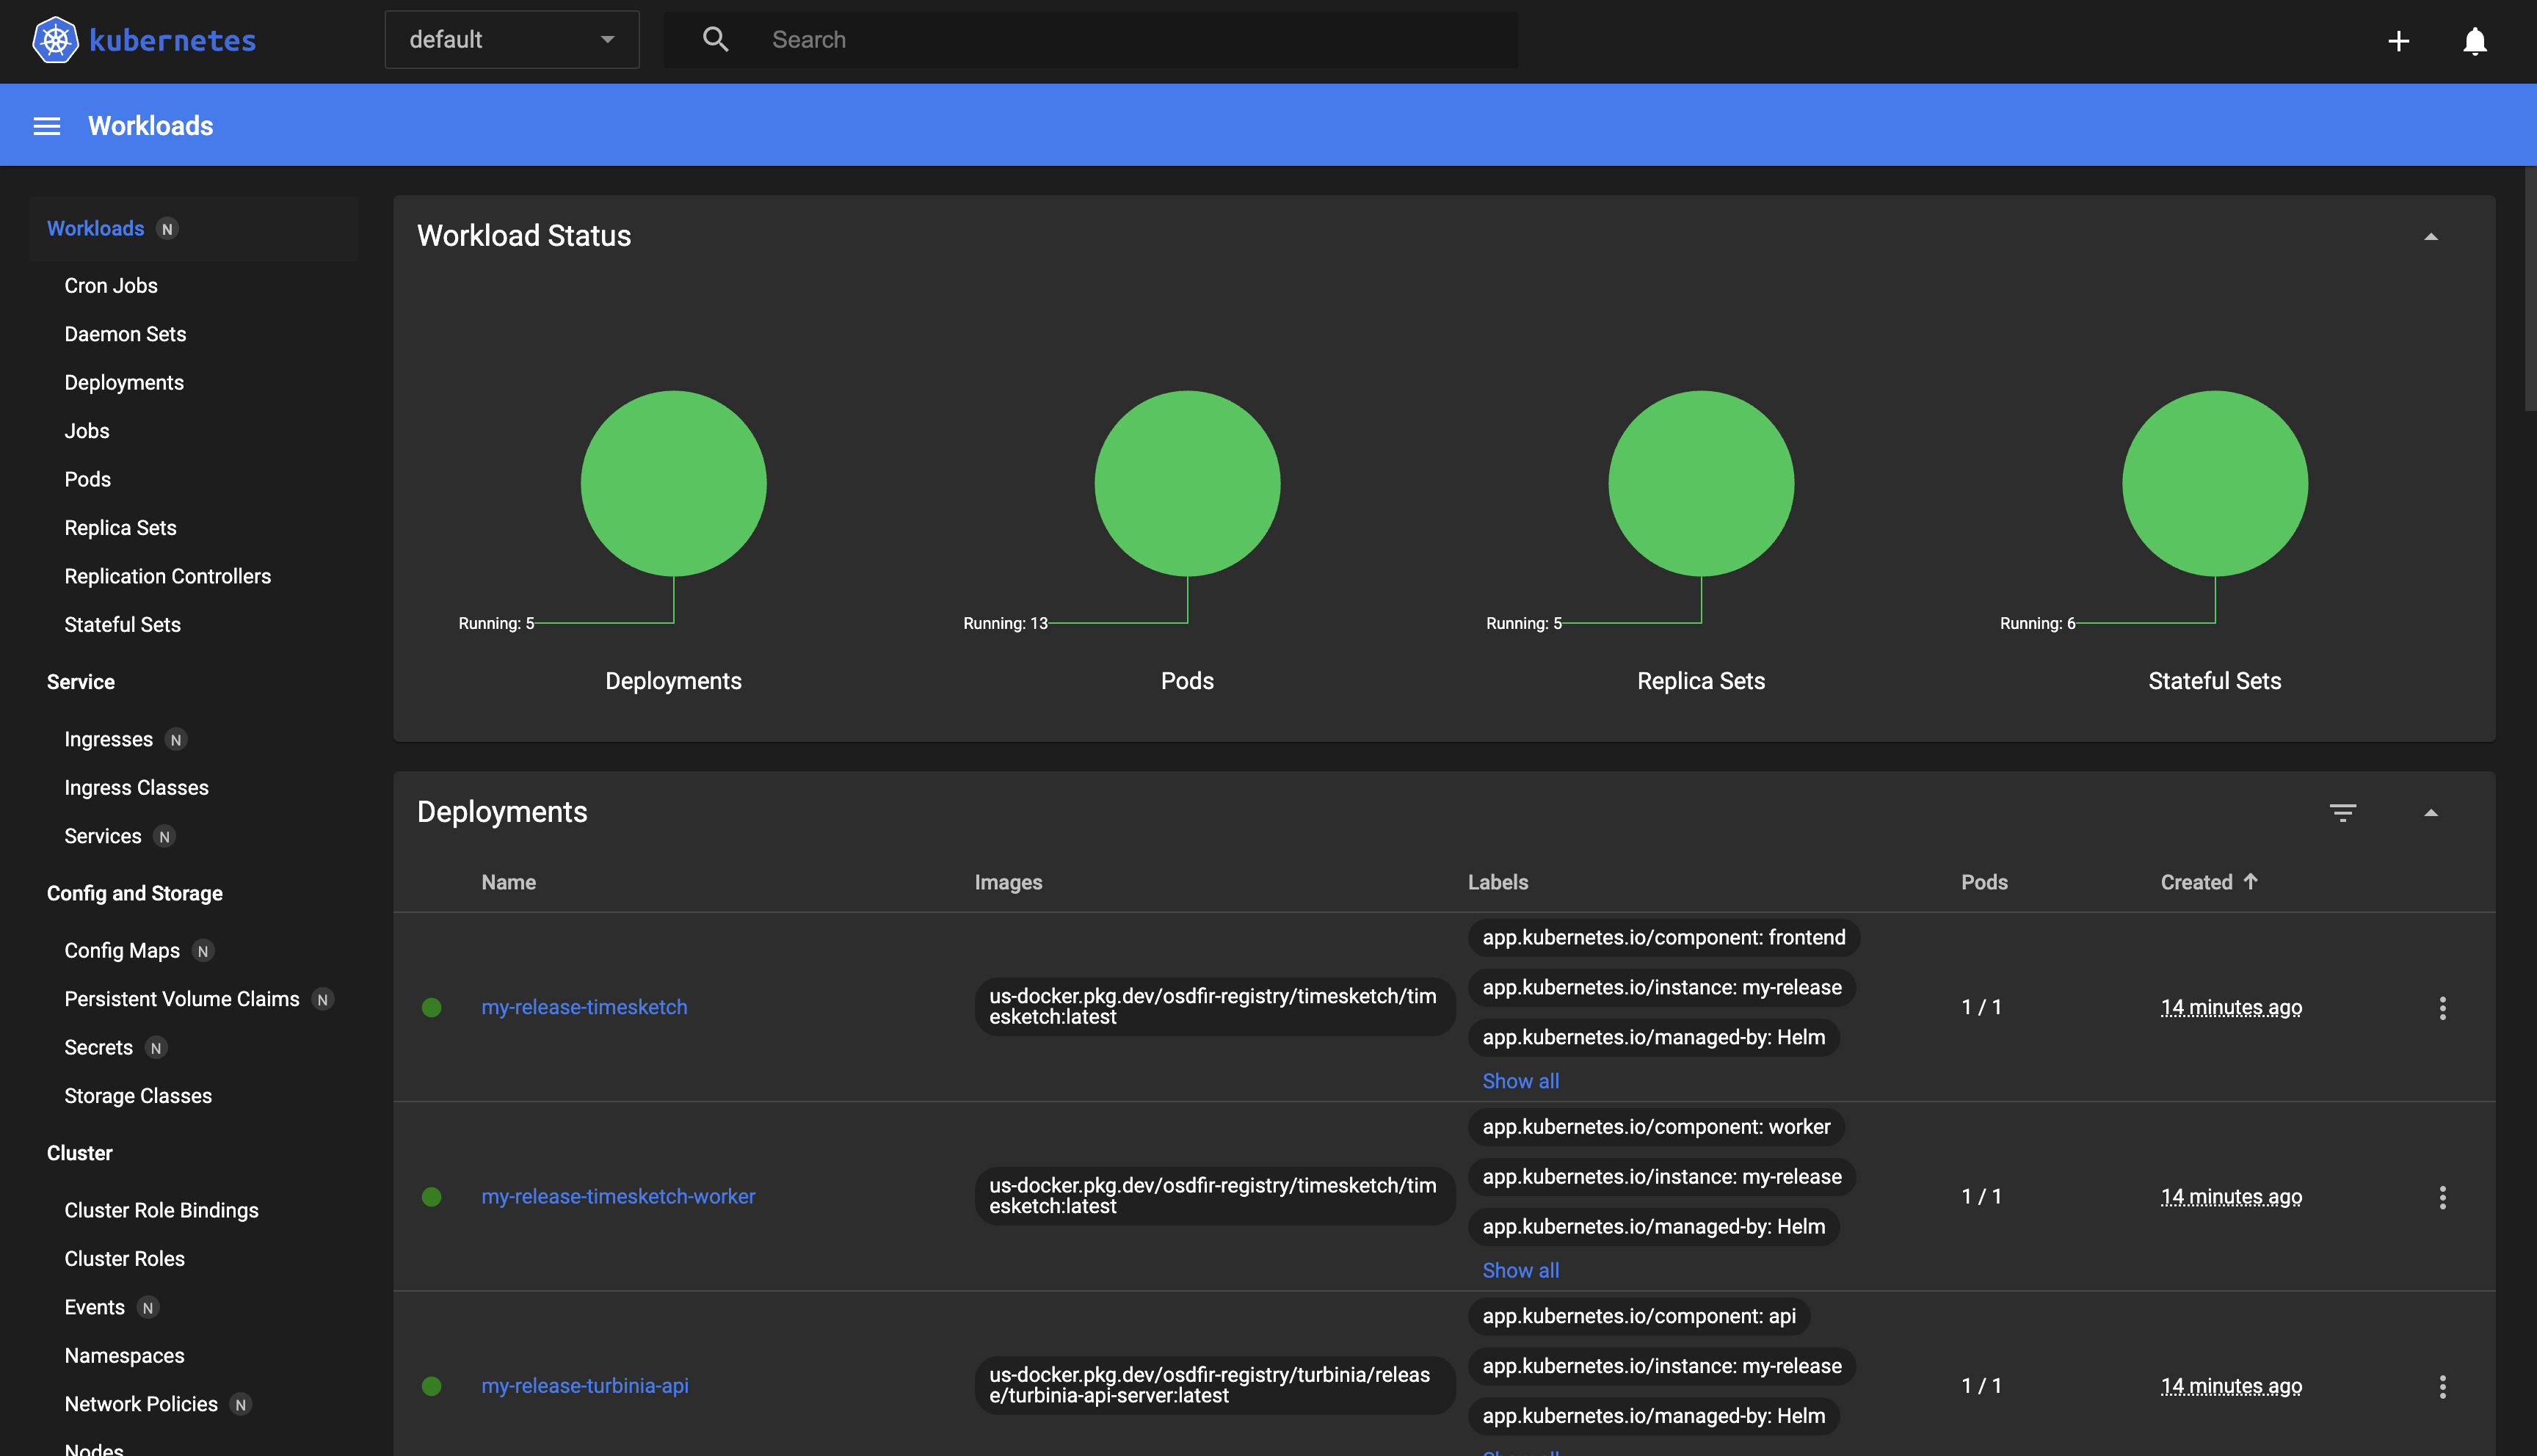 kubernetes
default
Search
Workloads
Workloads N
Cron Jobs
Daemon Sets
Deployments
Jobs
Pods
Replica Sets
Replication Controllers
Stateful Sets
Service
Ingresses N
Ingress Classes
Services N
Config and Storage
Config Maps N
Persistent Volume Claims N
Secrets N
Storage Classes
Cluster
Cluster Role Bindings
Cluster Roles
Events N
Namespaces
Network Policies N
Nodes
Workload Status
Running: 5
Deployments
Running: 13
Pods
Running: 5
Replica Sets
Running: 6
Stateful Sets
Deployments
Name Images Labels Pods Created
my-release-timesketch
us-docker.pkg.dev/osdfir-registry/timesketch/tim
esketch:latest
app.kubernetes.io/component: frontend
app.kubernetes.io/instance: my-release
app.kubernetes.io/managed-by: Helm
Show all
1 / 1
14 minutes ago
my-release-timesketch-worker
us-docker.pkg.dev/osdfir-registry/timesketch/tim
esketch:latest
app.kubernetes.io/component: worker
app.kubernetes.io/instance: my-release
app.kubernetes.io/managed-by: Helm
Show all
1 / 1
14 minutes ago
my-release-turbinia-api
us-docker.pkg.dev/osdfir-registry/turbinia/releas
e/turbinia-api-server:latest
app.kubernetes.io/component: api
app.kubernetes.io/instance: my-release
app.kubernetes.io/managed-by: Helm
Show all
1 / 1
14 minutes ago